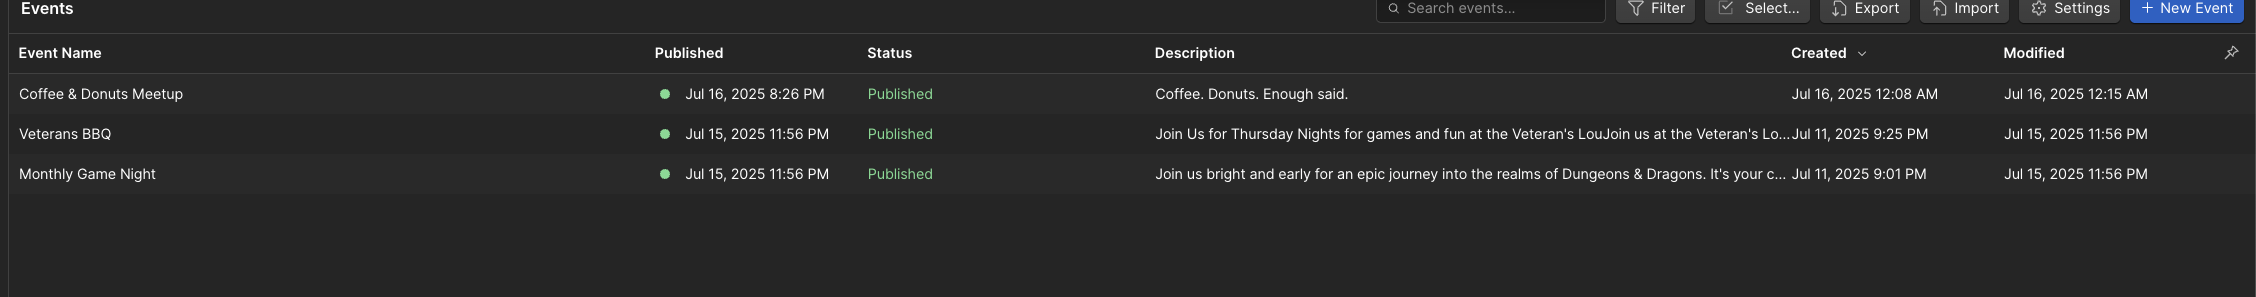 Events Search events... Filter Select... Export Import Settings + New Event
Event Name Published Status Description Created Modified
Coffee & Donuts Meetup Jul 16, 2025 8:26 PM Published Coffee. Donuts. Enough said. Jul 16, 2025 12:08 AM Jul 16, 2025 12:15 AM
Veterans BBQ Jul 15, 2025 11:56 PM Published Join Us for Thursday Nights for games and fun at the Veteran's LouJoin us at the Veteran's Lo... Jul 11, 2025 9:25 PM Jul 15, 2025 11:56 PM
Monthly Game Night Jul 15, 2025 11:56 PM Published Join us bright and early for an epic journey into the realms of Dungeons & Dragons. It's your c... Jul 11, 2025 9:01 PM Jul 15, 2025 11:56 PM